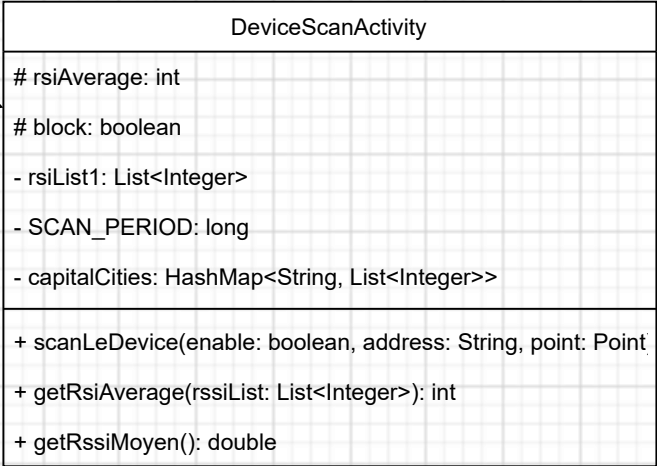 DeviceScanActivity
# rsiAverage: int
# block: boolean
- rsiList1: List<Integer>
- SCAN_PERIOD: long
- capitalCities: HashMap<String, List<Integer>>
+ scanLeDevice(enable: boolean, address: String, point: Point)
+ getRsiAverage(rssiList: List<Integer>): int
+ getRssiMoyen(): double